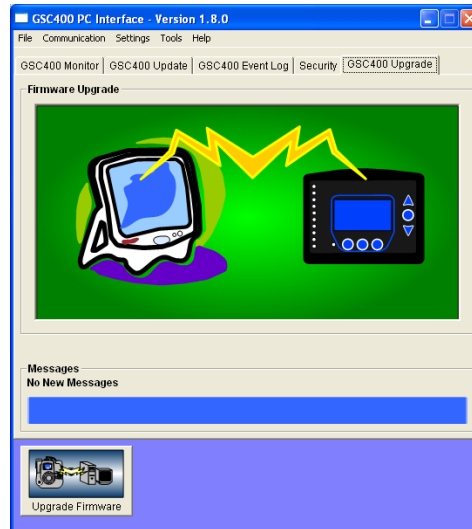 GSC400 PC Interface - Version 1.8.0
File Communication Settings Tools Help
GSC400 Monitor GSC400 Update GSC400 Event Log Security GSC400 Upgrade
Firmware Upgrade
Messages
No New Messages
Upgrade Firmware